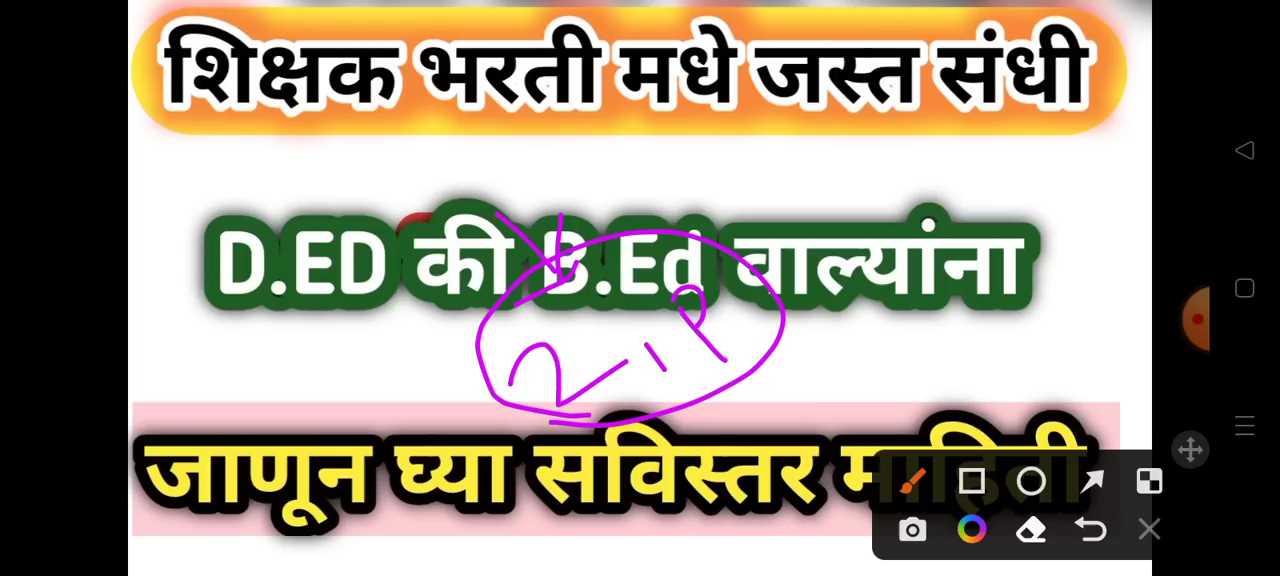 शिक्षक भरती मधे जस्त संधी
D.ED की B.Ed वाल्यांना
जाणून घ्या सविस्तर माहिती